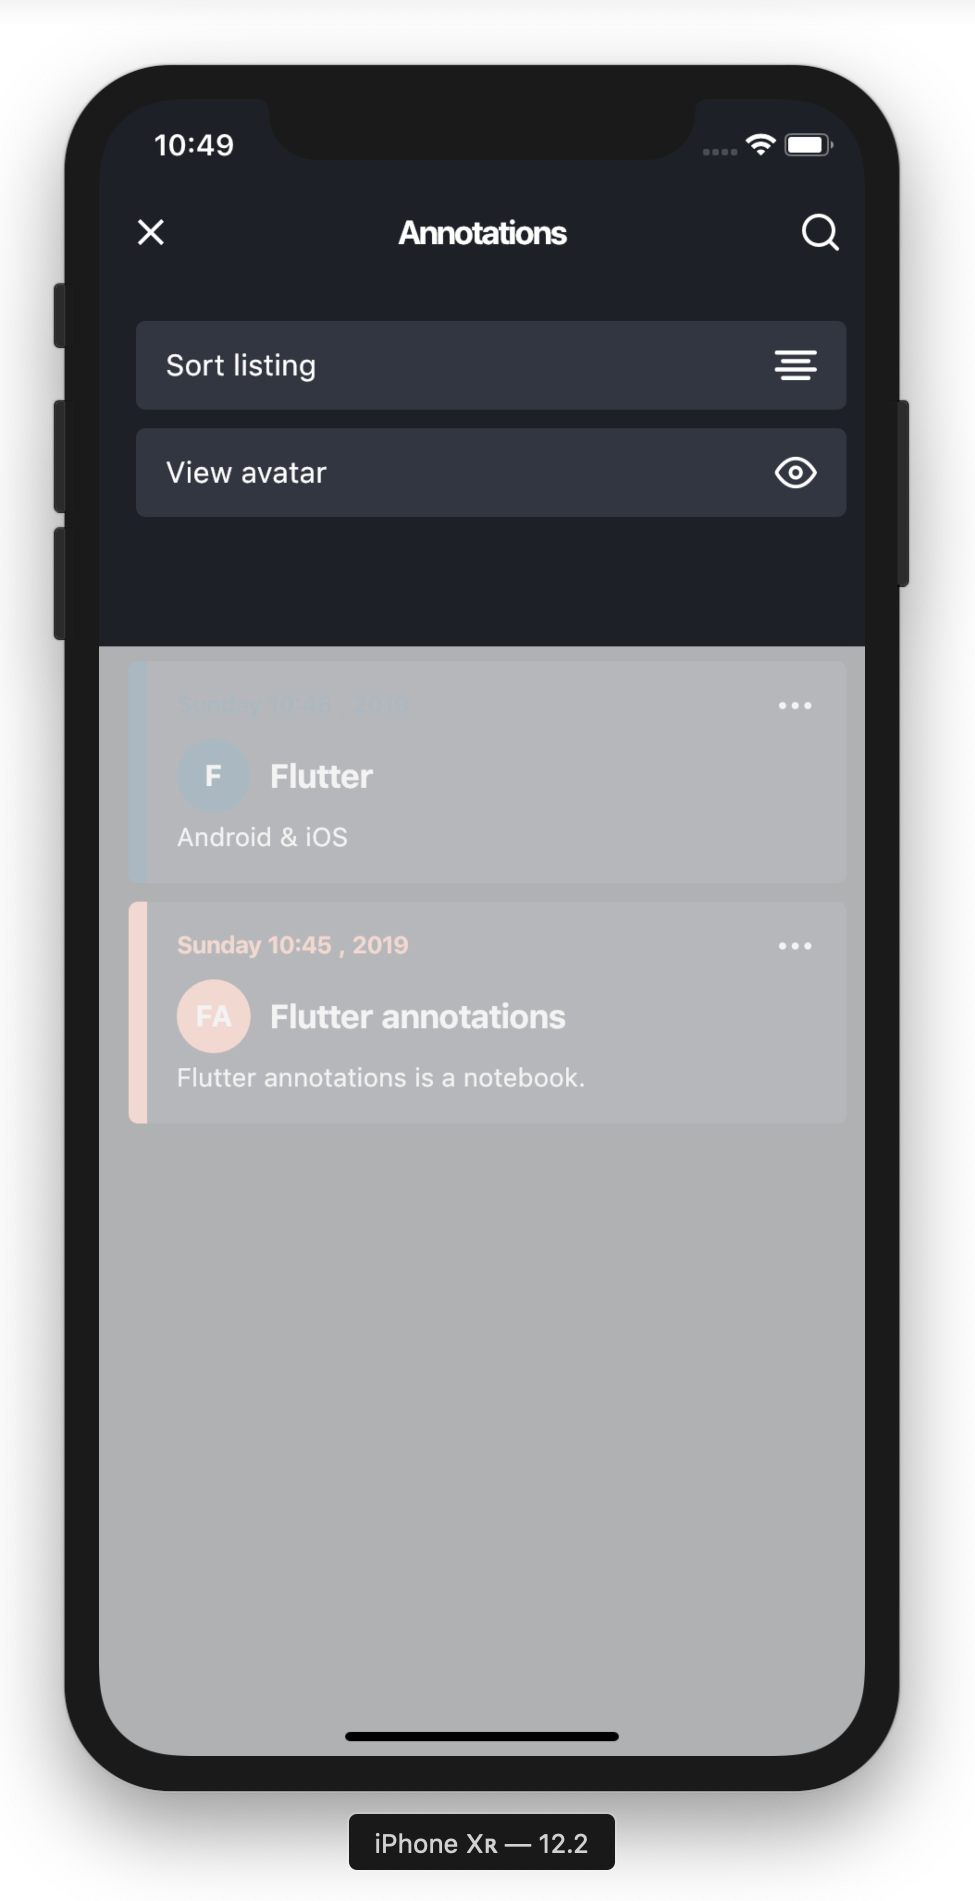 10:49
Annotations
Sort listing
View avatar
Sunday 10:46 , 2019
F Flutter
Android & iOS
Sunday 10:45 , 2019
FA Flutter annotations
Flutter annotations is a notebook.
iPhone Xʀ — 12.2